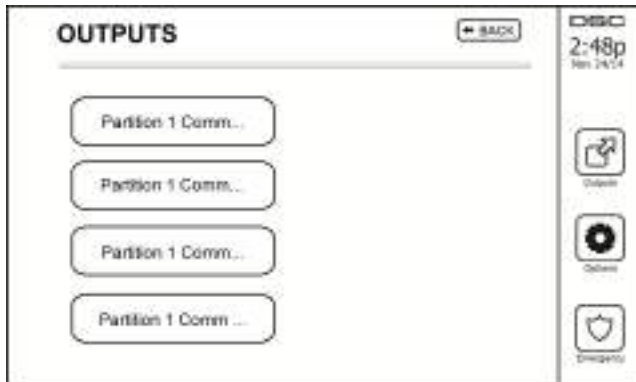 OUTPUTS
BACK
DSC
2:48p
Partition 1 Comm...
Partition 1 Comm...
Partition 1 Comm...
Partition 1 Comm ...
Outputs
Options
Emergency